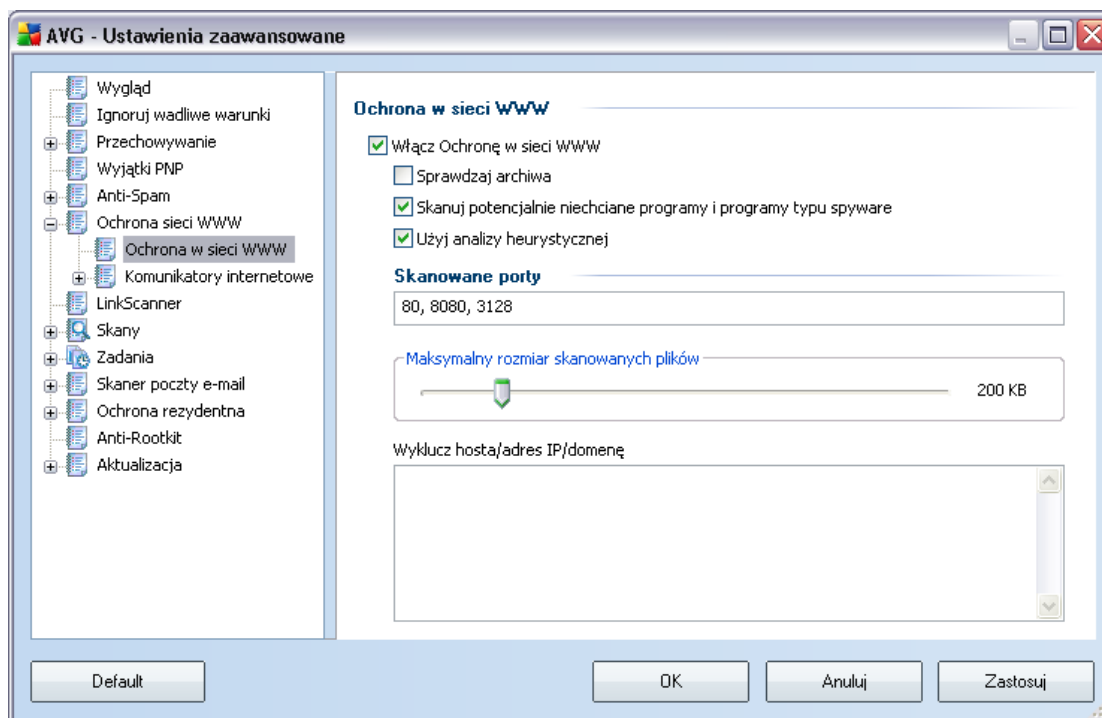 AVG - Ustawienia zaawansowane
Wygląd
Ignoruj wadliwe warunki
Przechowywanie
Wyjątki PNP
Anti-Spam
Ochrona sieci WWW
Ochrona w sieci WWW
Komunikatory internetowe
LinkScanner
Skany
Zadania
Skaner poczty e-mail
Ochrona rezydentna
Anti-Rootkit
Aktualizacja
Ochrona w sieci WWW
Włącz Ochronę w sieci WWW
Sprawdzaj archiwa
Skanuj potencjalnie niechciane programy i programy typu spyware
Użyj analizy heurystycznej
Skanowane porty
80, 8080, 3128
Maksymalny rozmiar skanowanych plików
200 KB
Wyklucz hosta/adres IP/domenę
Default
OK
Anuluj
Zastosuj